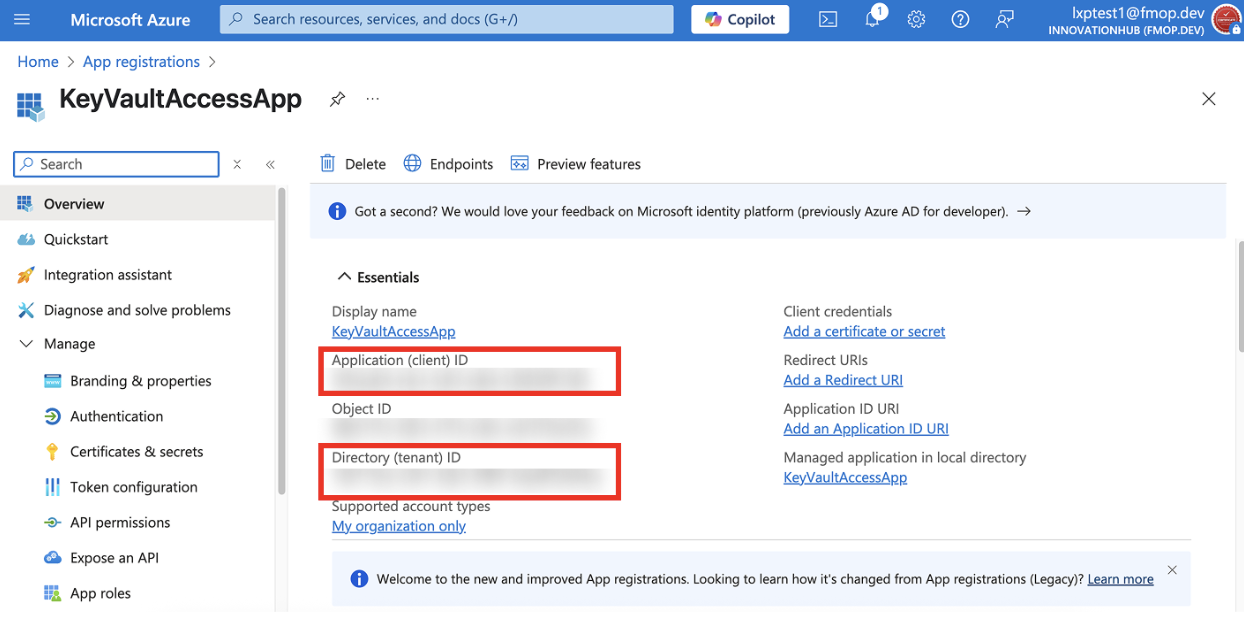 Microsoft Azure
Search resources, services, and docs (G+/)
Copilot
1
lxptest1@fmop.dev
INNOVATIONHUB (FMOP.DEV)
Home > App registrations >
KeyVaultAccessApp
...
Search
Delete
Endpoints
Preview features
Overview
Quickstart
Integration assistant
Diagnose and solve problems
Manage
Branding & properties
Authentication
Certificates & secrets
Token configuration
API permissions
Expose an API
App roles
Got a second? We would love your feedback on Microsoft identity platform (previously Azure AD for developer). →
Essentials
Display name
KeyVaultAccessApp
Application (client) ID
Object ID
Directory (tenant) ID
Supported account types
My organization only
Client credentials
Add a certificate or secret
Redirect URIs
Add a Redirect URI
Application ID URI
Add an Application ID URI
Managed application in local directory
KeyVaultAccessApp
Welcome to the new and improved App registrations. Looking to learn how it's changed from App registrations (Legacy)? Learn more